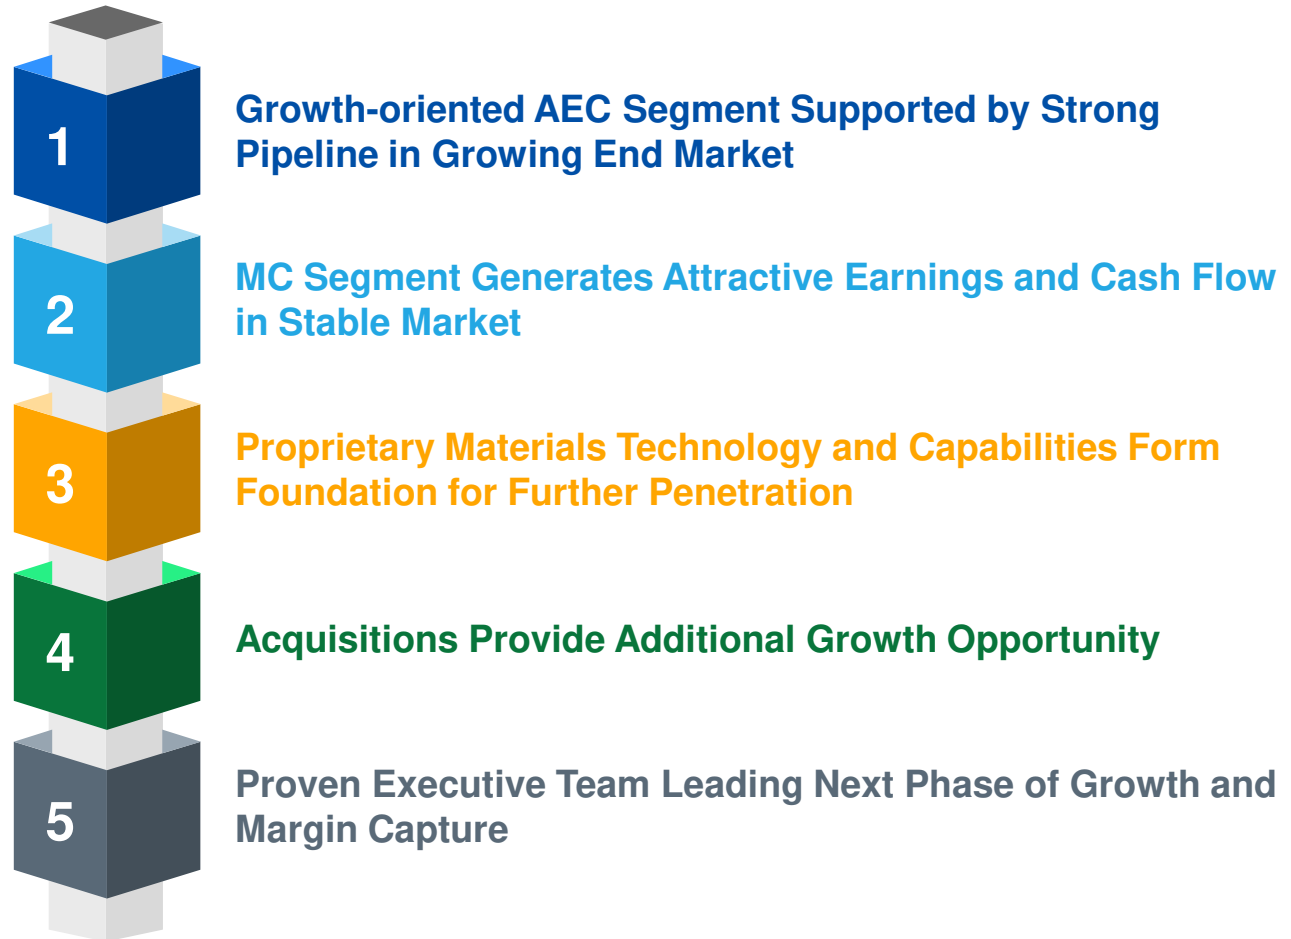 1
Growth-oriented AEC Segment Supported by Strong
Pipeline in Growing End Market
2
MC Segment Generates Attractive Earnings and Cash Flow
in Stable Market
3
Proprietary Materials Technology and Capabilities Form
Foundation for Further Penetration
4
Acquisitions Provide Additional Growth Opportunity
5
Proven Executive Team Leading Next Phase of Growth and
Margin Capture